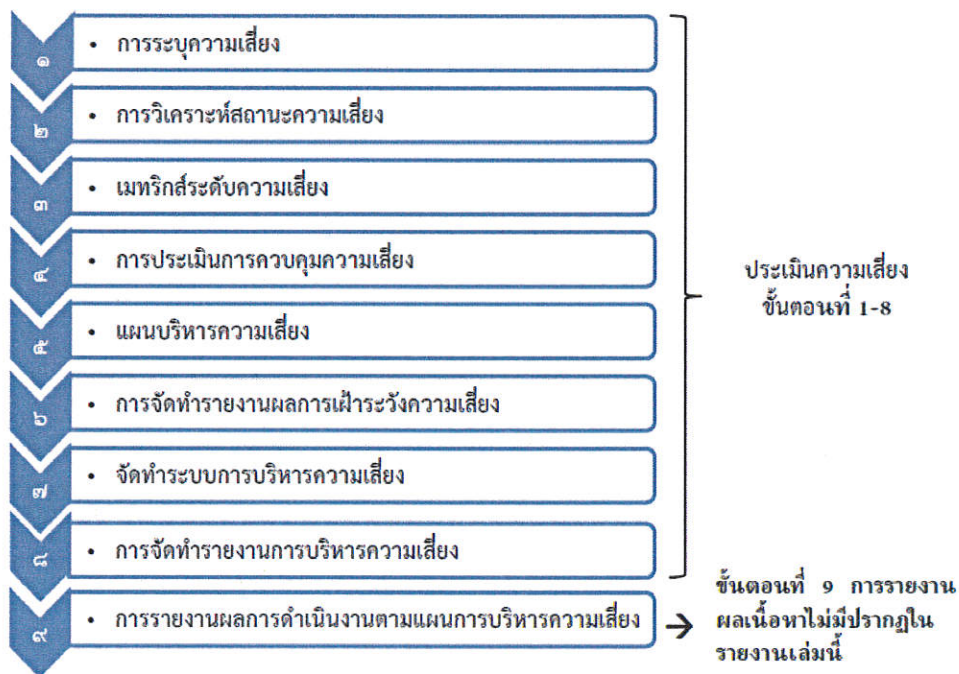 ๑
• การระบุความเสี่ยง
๒
• การวิเคราะห์สถานะความเสี่ยง
๓
• เมทริกส์ระดับความเสี่ยง
๔
• การประเมินการควบคุมความเสี่ยง
๕
• แผนบริหารความเสี่ยง
๖
• การจัดทำรายงานผลการเฝ้าระวังความเสี่ยง
๗
• จัดทำระบบการบริหารความเสี่ยง
๘
• การจัดทำรายงานการบริหารความเสี่ยง
๙
• การรายงานผลการดำเนินงานตามแผนการบริหารความเสี่ยง
ประเมินความเสี่ยง
ขั้นตอนที่ 1-8
→ ขั้นตอนที่ 9 การรายงาน
ผลเนื้อหาไม่มีปรากฏใน
รายงานเล่มนี้